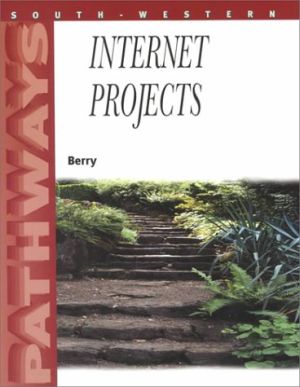 SOUTH-WESTERN
INTERNET
PROJECTS
Berry
PATHWAYS